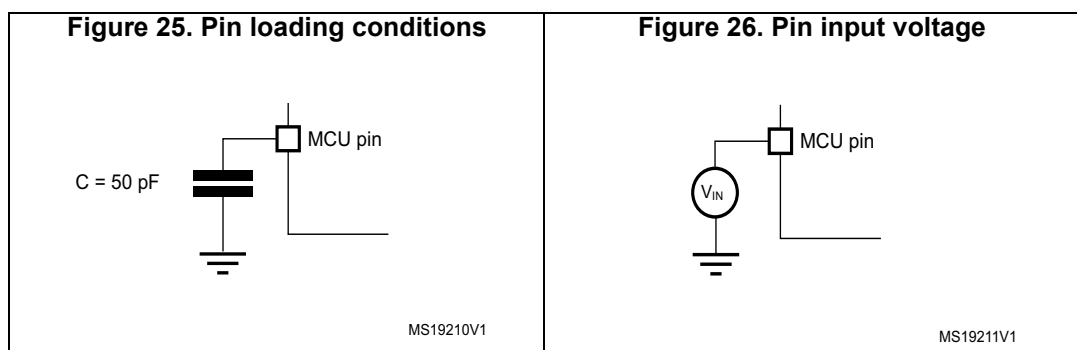 Figure 25. Pin loading conditions
MCU pin
C = 50 pF
MS19210V1
Figure 26. Pin input voltage
MCU pin
VIN
MS19211V1